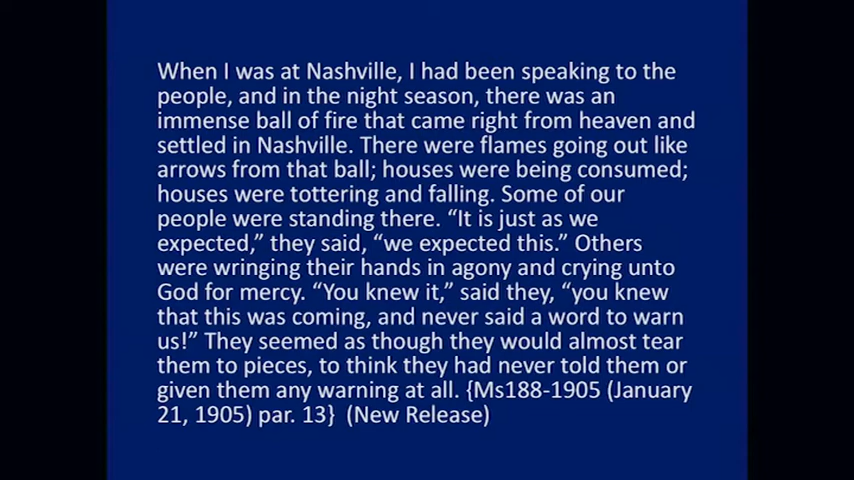 When I was at Nashville, I had been speaking to the
people, and in the night season, there was an
immense ball of fire that came right from heaven and
settled in Nashville. There were flames going out like
arrows from that ball; houses were being consumed;
houses were tottering and falling. Some of our
people were standing there. “It is just as we
expected,” they said, “we expected this.” Others
were wringing their hands in agony and crying unto
God for mercy. “You knew it,” said they, “you knew
that this was coming, and never said a word to warn
us!” They seemed as though they would almost tear
them to pieces, to think they had never told them or
given them any warning at all. {Ms188-1905 (January
21, 1905) par. 13}  (New Release)